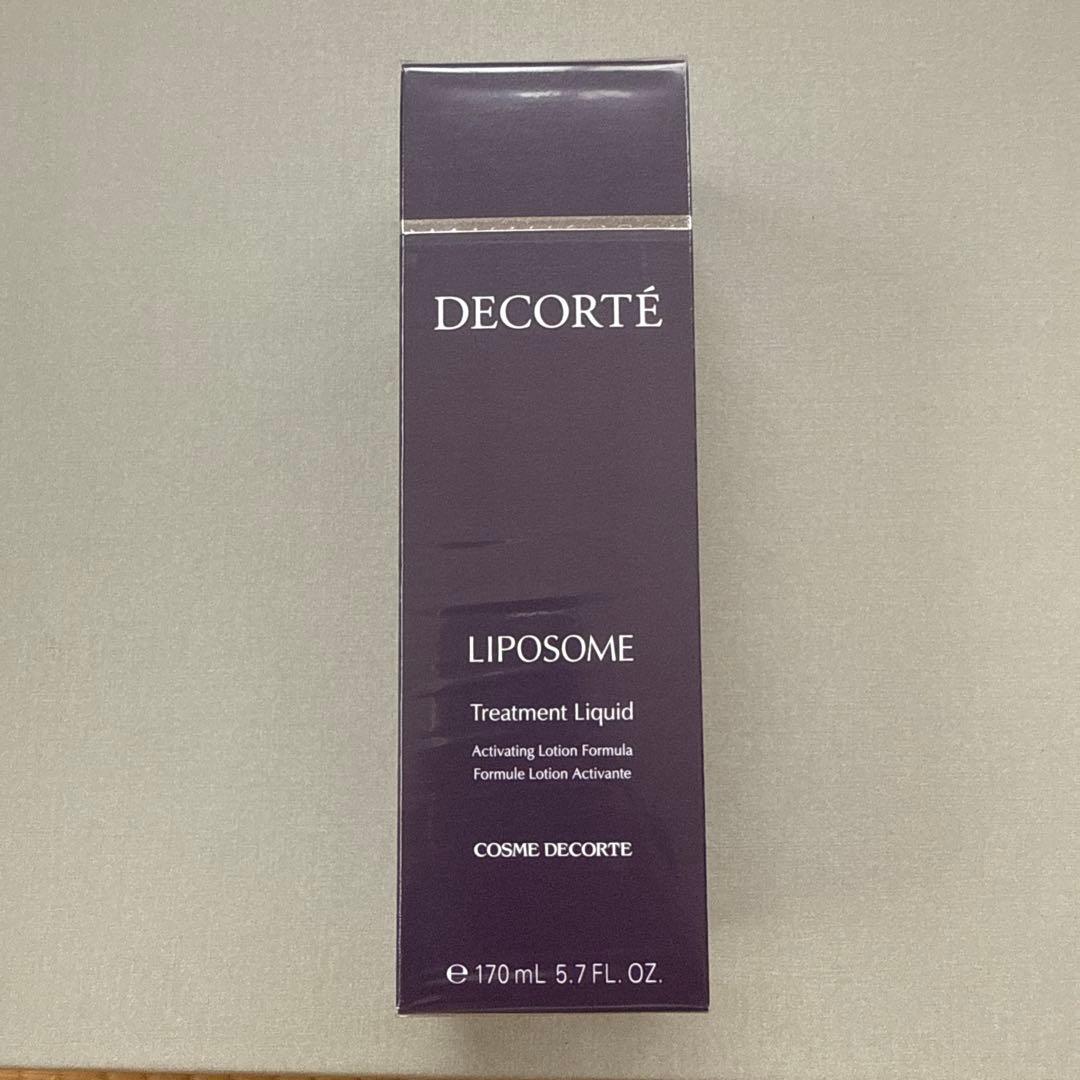 DECORTÉ
LIPOSOME
Treatment Liquid
Activating Lotion Formula
Formule Lotion Activante
COSME DECORTE
℮ 170 mL 5.7 FL. OZ.